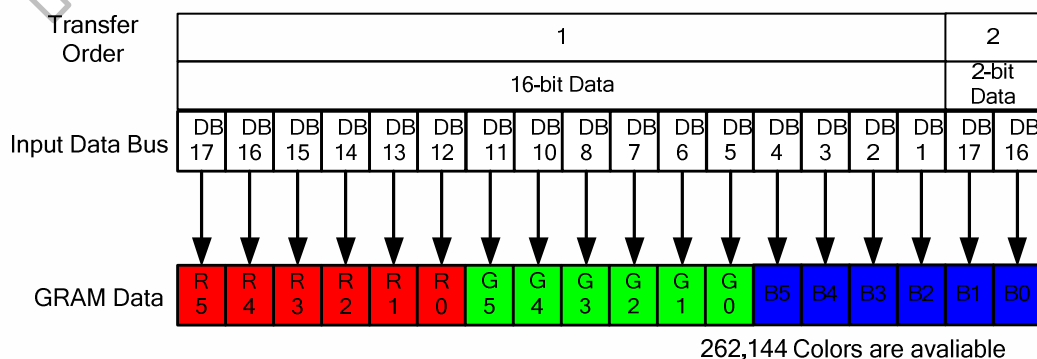 Transfer Order 1 2
16-bit Data 2-bit Data
Input Data Bus DB 17 DB 16 DB 15 DB 14 DB 13 DB 12 DB 11 DB 10 DB 8 DB 7 DB 6 DB 5 DB 4 DB 3 DB 2 DB 1 DB 17 DB 16
GRAM Data R 5 R 4 R 3 R 2 R 1 R 0 G 5 G 4 G 3 G 2 G 1 G 0 B5 B4 B3 B2 B1 B0
262,144 Colors are avaliable